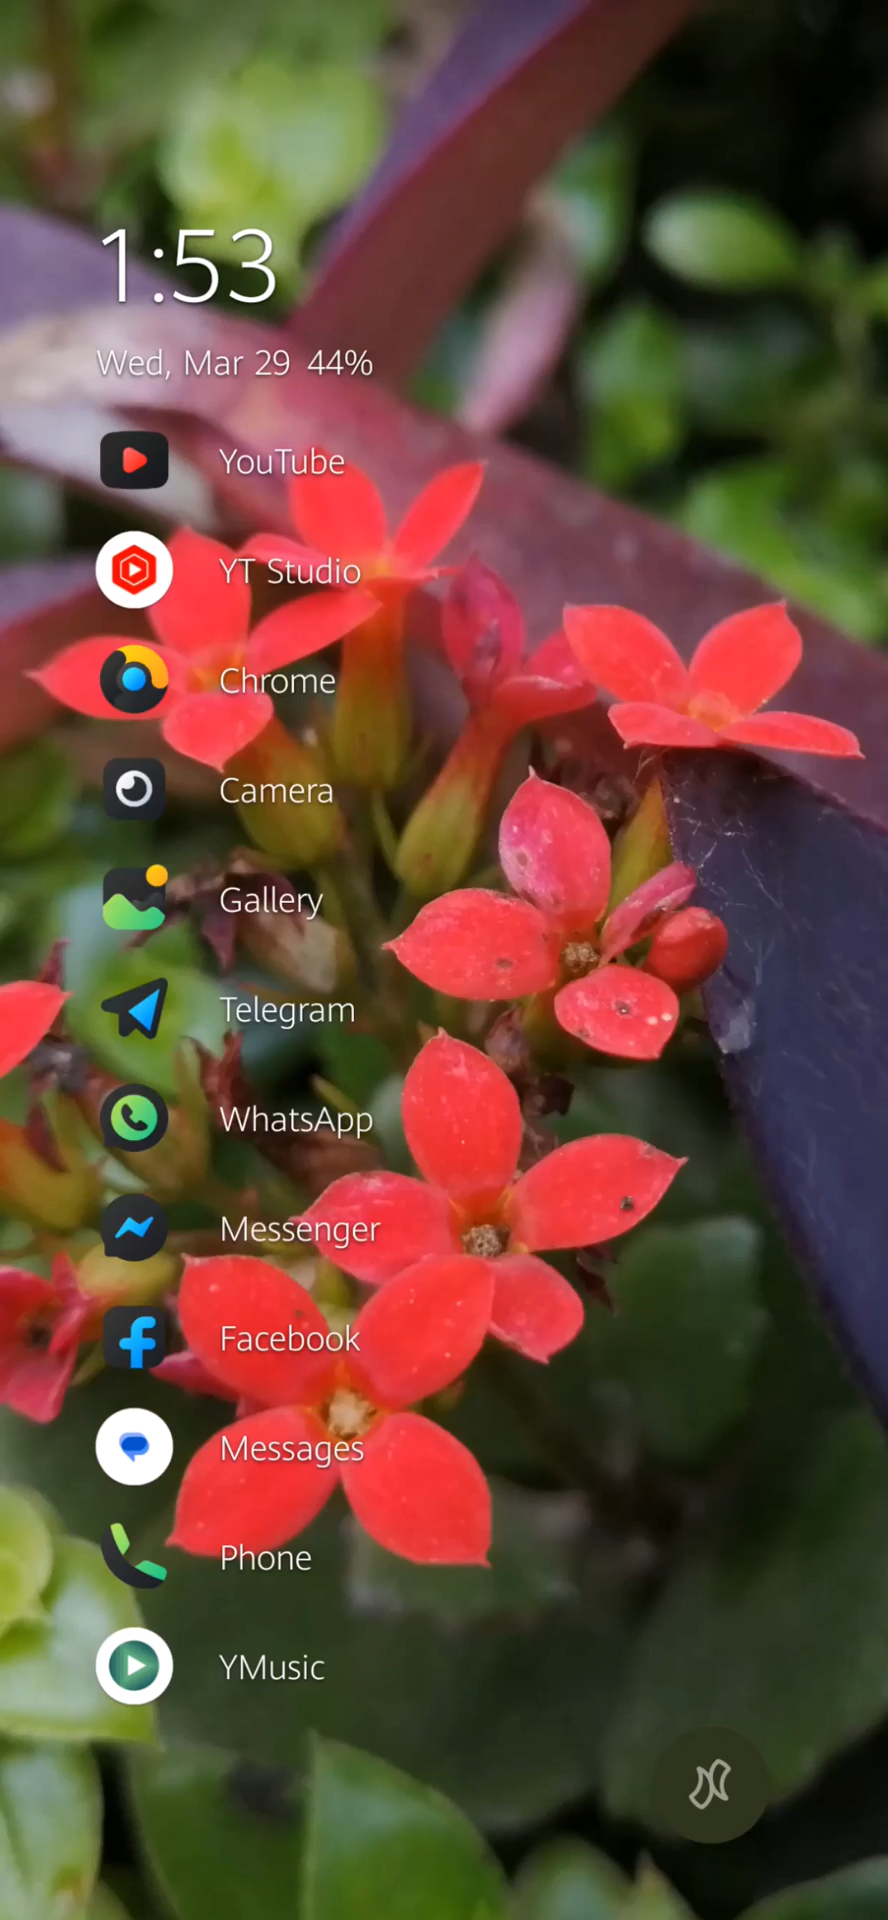 1:53
Wed, Mar 29 44%
YouTube
YT Studio
Chrome
Camera
Gallery
Telegram
WhatsApp
Messenger
Facebook
Messages
Phone
YMusic